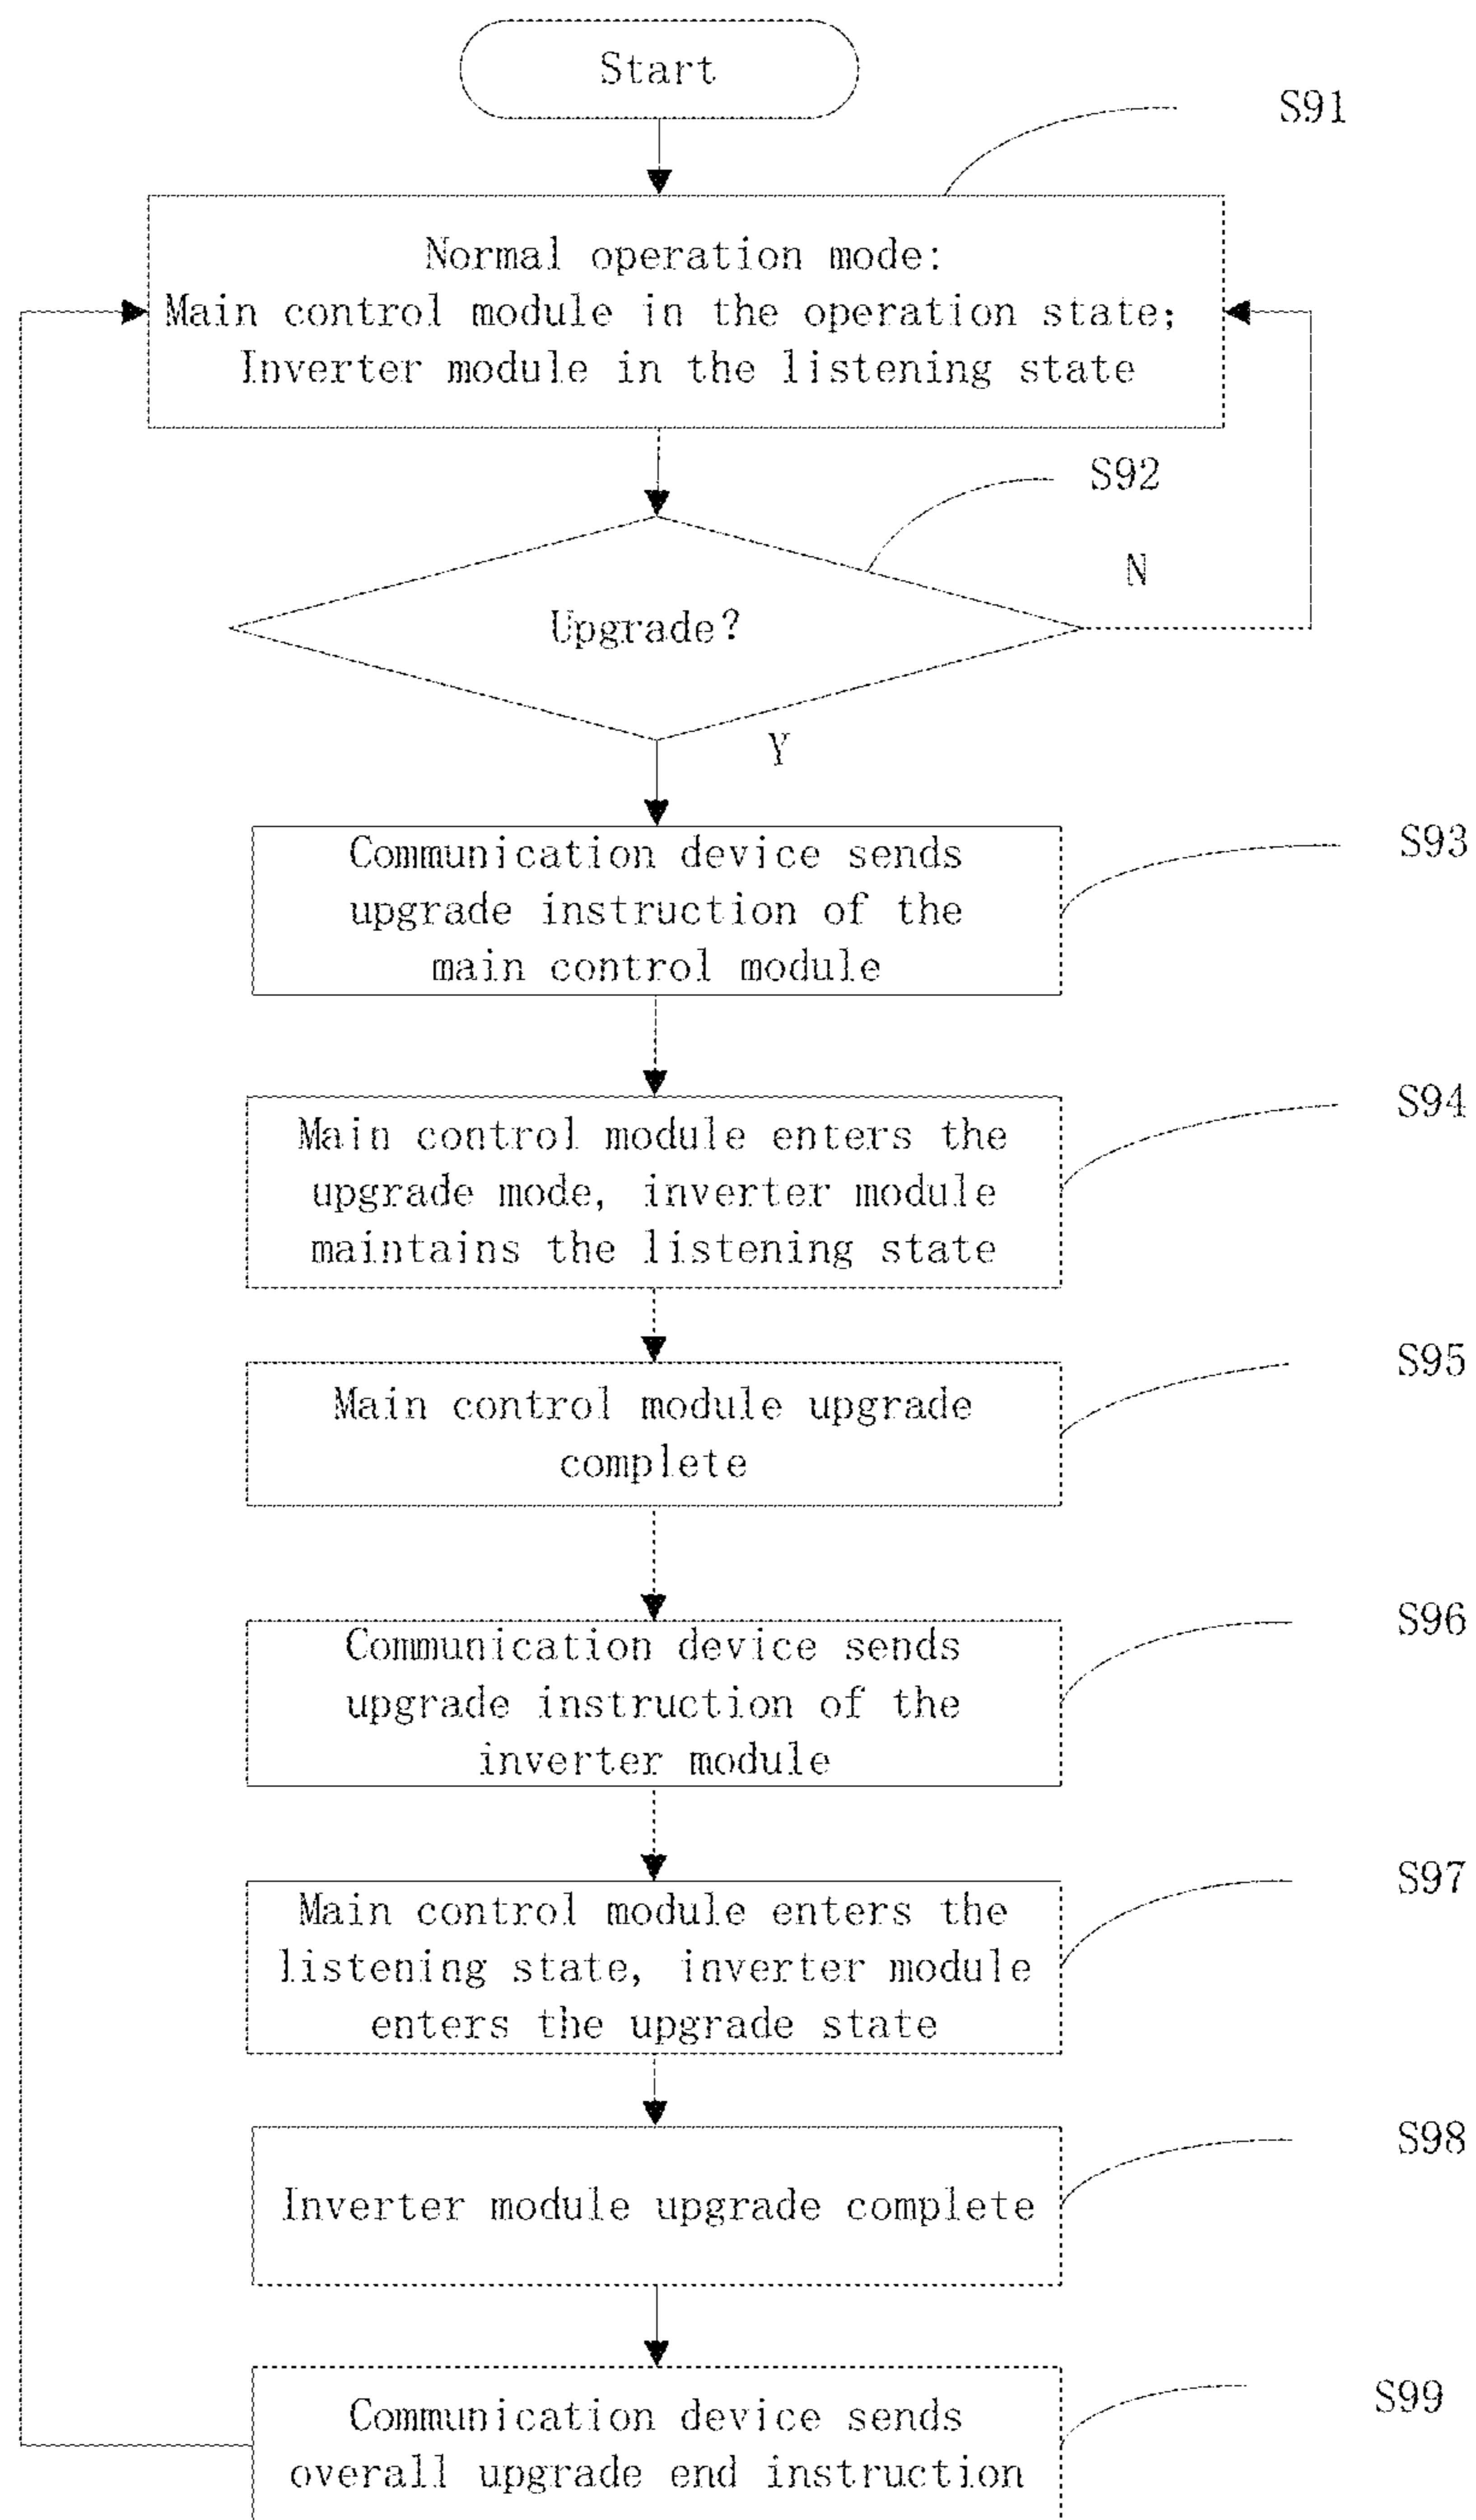 Start
S91
Normal operation mode:
Main control module in the operation state;
Inverter module in the listening state
S92
N
Upgrade?
Y
Communication device sends
upgrade instruction of the
main control module
S93
Main control module enters the
upgrade mode, inverter module
maintains the listening state
S94
Main control module upgrade
complete
S95
Communication device sends
upgrade instruction of the
inverter module
S96
Main control module enters the
listening state, inverter module
enters the upgrade state
S97
Inverter module upgrade complete
S98
Communication device sends
overall upgrade end instruction
S99